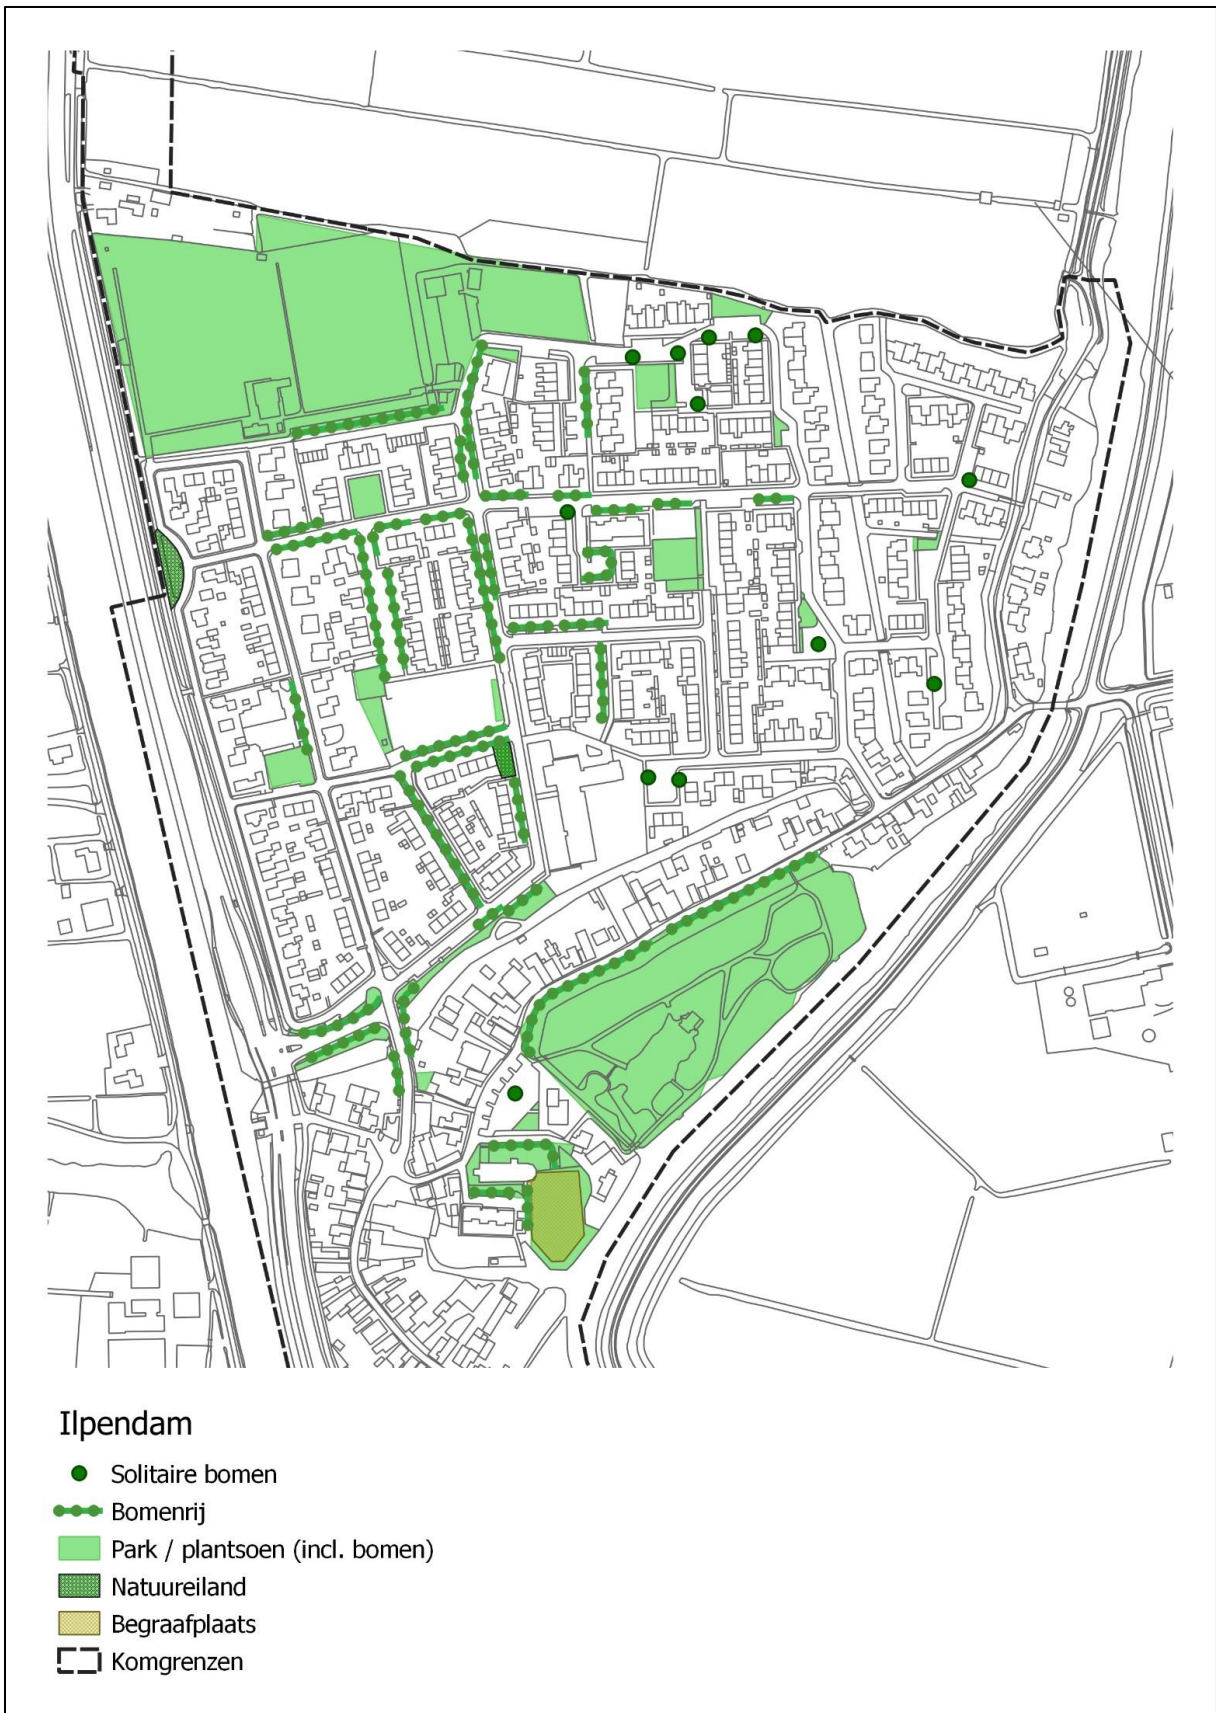 Ilpendam
Solitaire bomen
Bomenrij
Park / plantsoen (incl. bomen)
Natuureiland
Begraafplaats
Komgrenzen